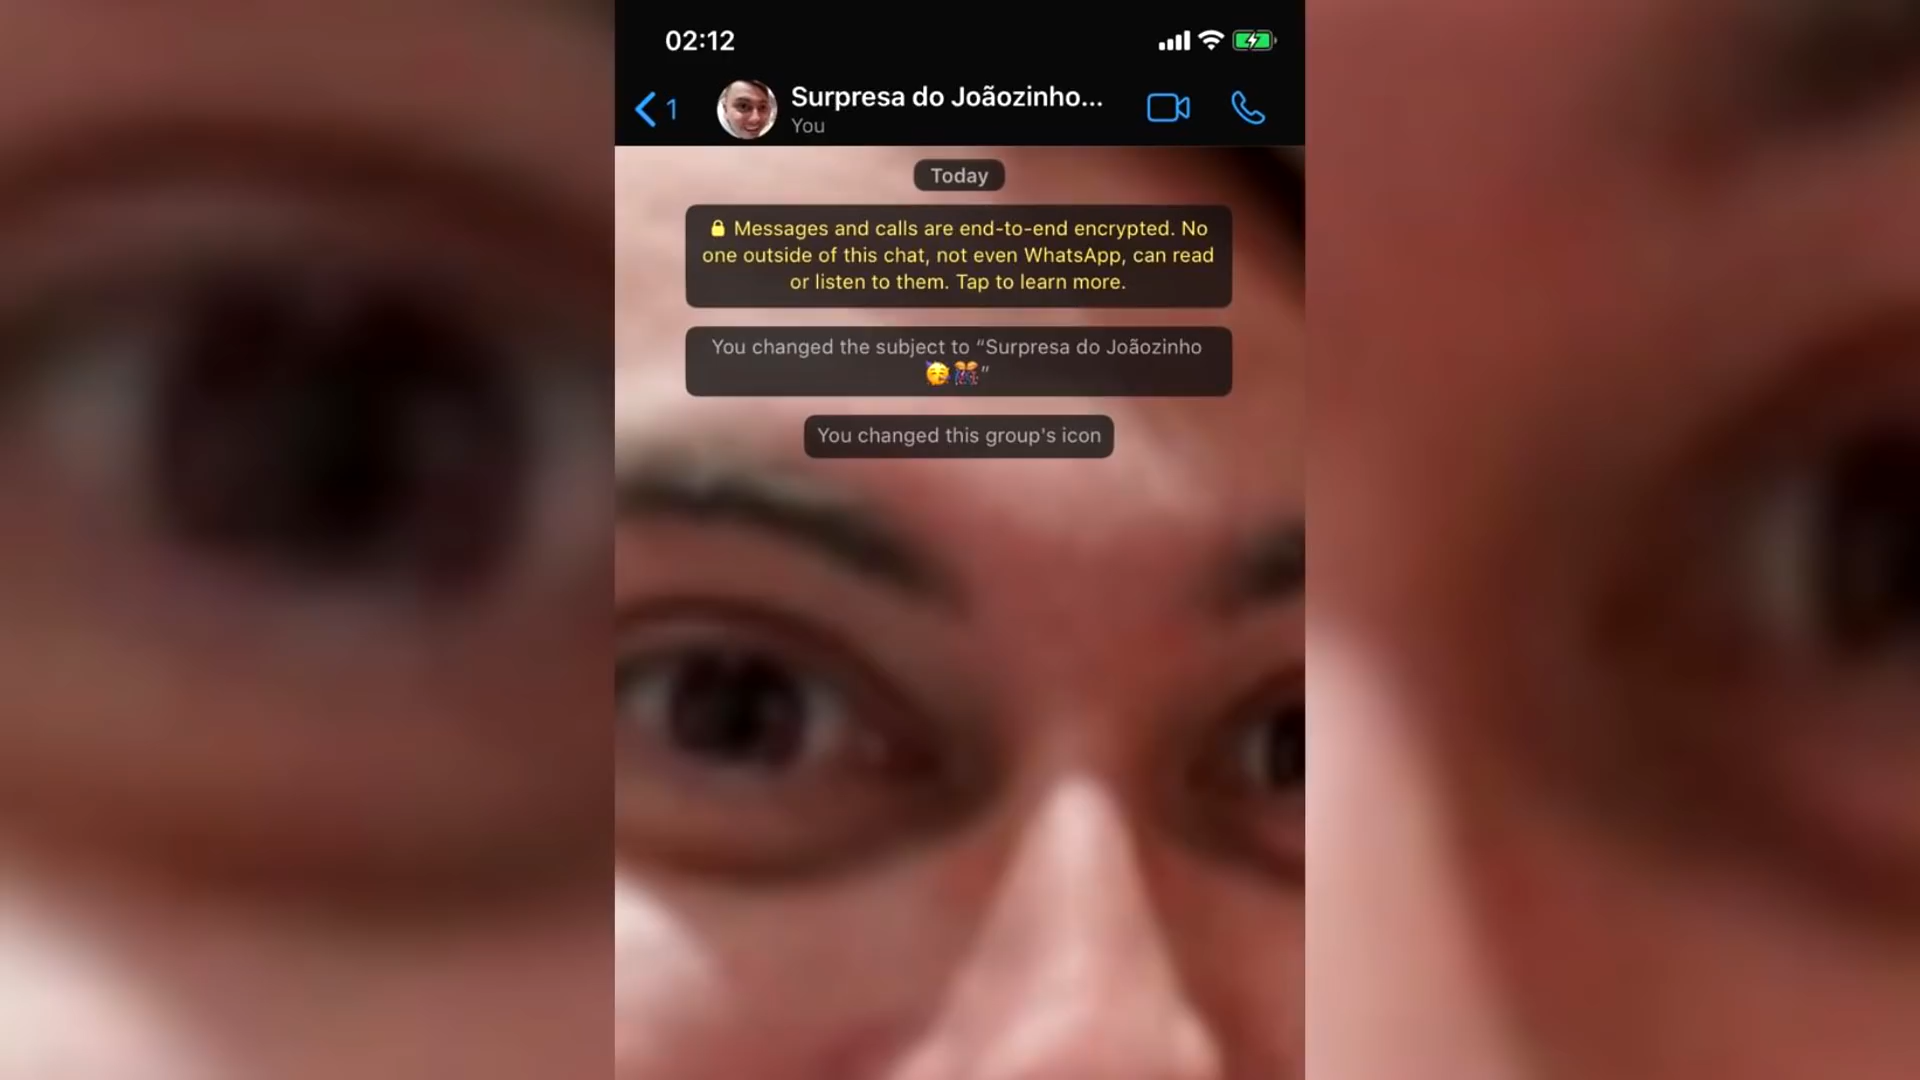 02:12
1
Surpresa do Joãozinho...
You
Today
🔒 Messages and calls are end-to-end encrypted. No
one outside of this chat, not even WhatsApp, can read
or listen to them. Tap to learn more.
You changed the subject to “Surpresa do Joãozinho
🥳🎊”
You changed this group's icon